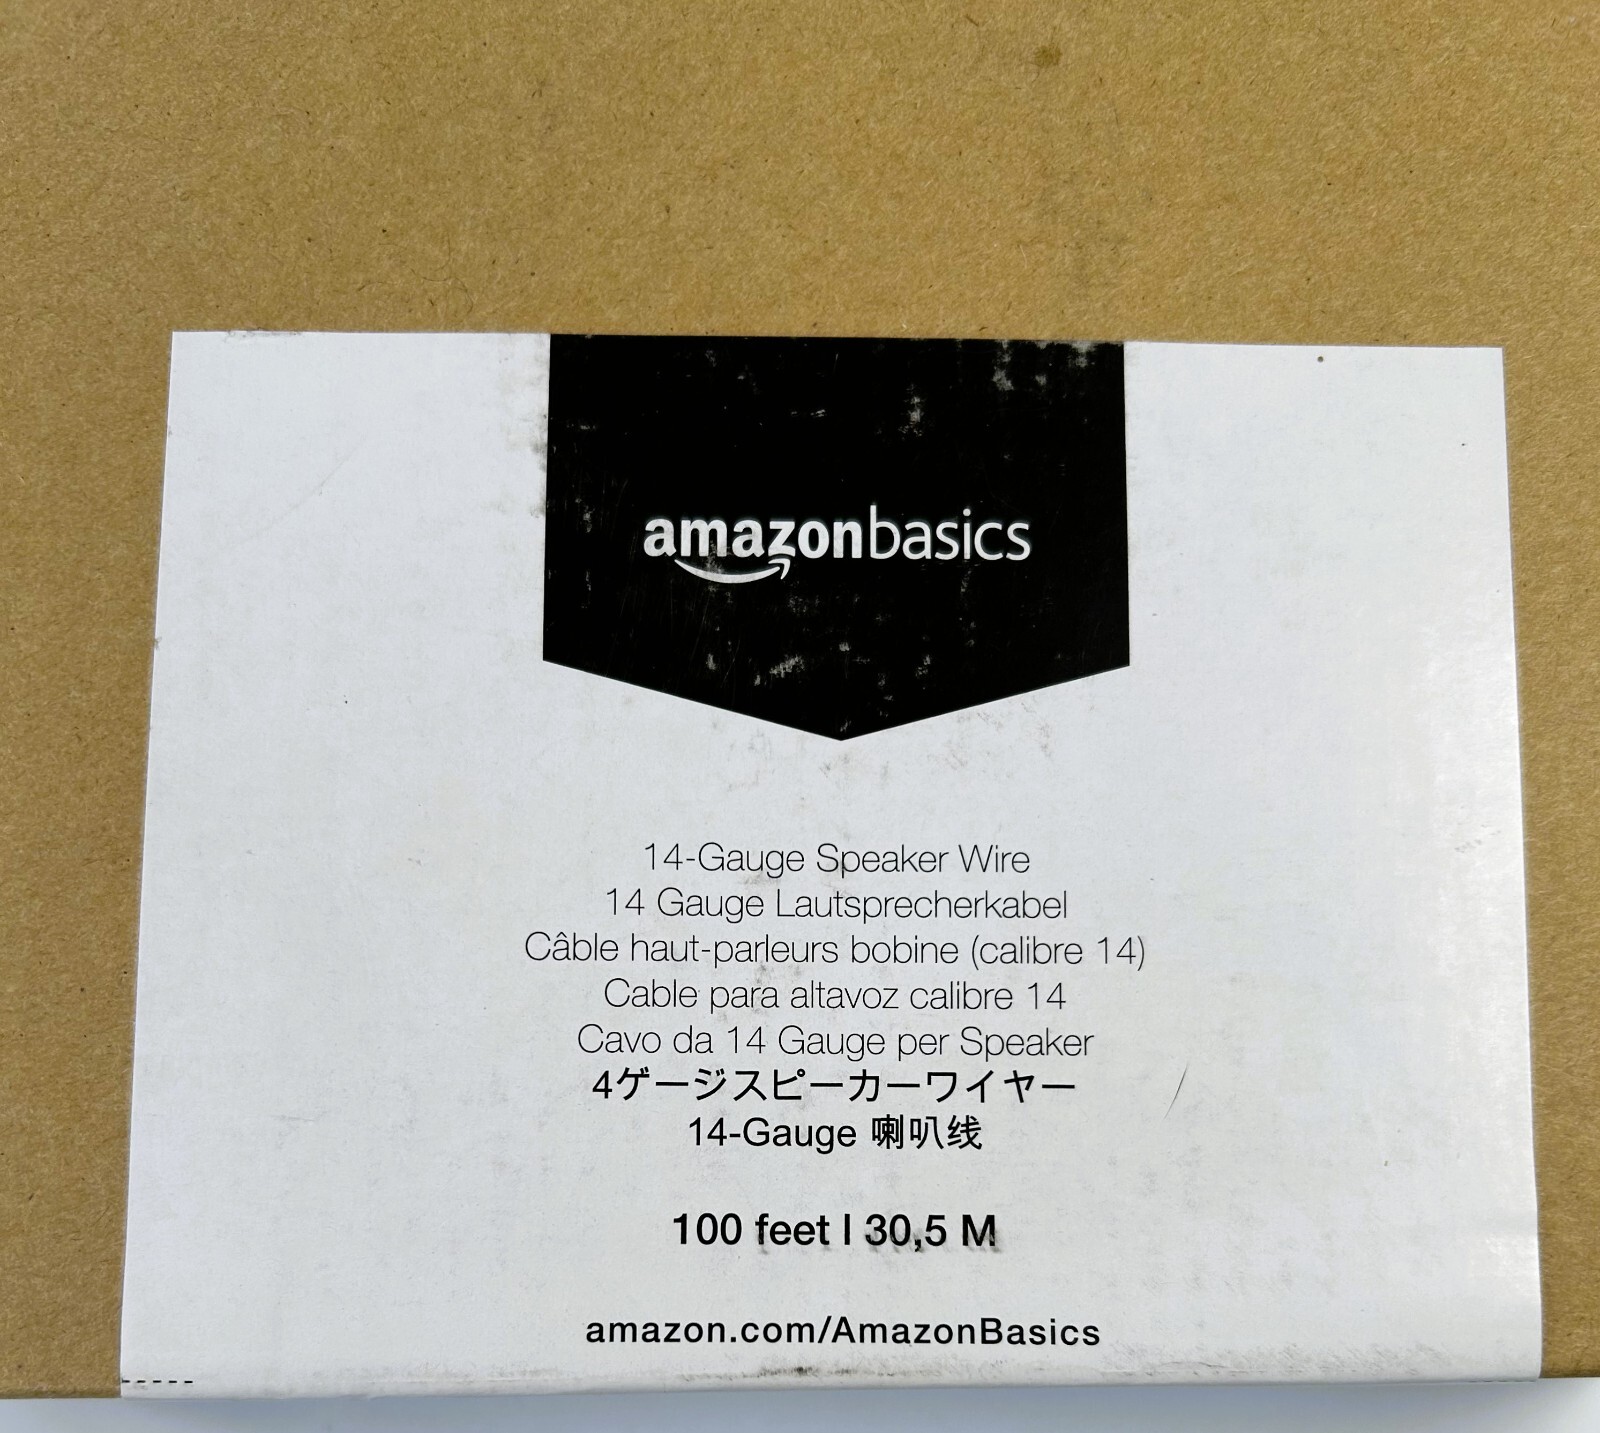 amazonbasics
14-Gauge Speaker Wire
14 Gauge Lautsprecherkabel
Câble haut-parleurs bobine (calibre 14)
Cable para altavoz calibre 14
Cavo da 14 Gauge per Speaker
4ゲージスピーカーワイヤー
14-Gauge 喇叭线
100 feet | 30,5 M
amazon.com/AmazonBasics